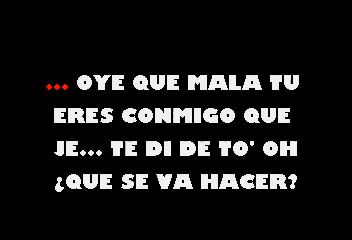 ... OYE QUE MALA TU
ERES CONMIGO QUE
JE... TE DI DE TO' OH
¿QUE SE VA HACER?